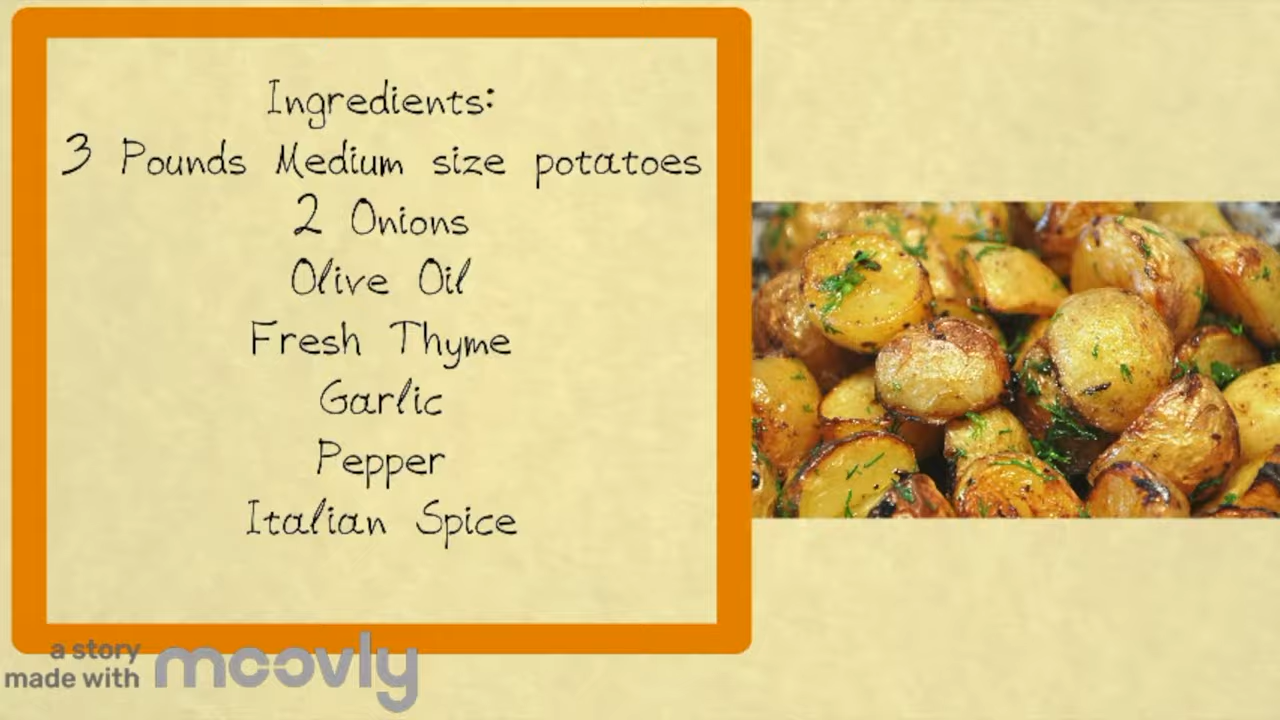 Ingredients:
3 Pounds Medium size potatoes
2 Onions
Olive Oil
Fresh Thyme
Garlic
Pepper
Italian Spice
a story
made with moovly